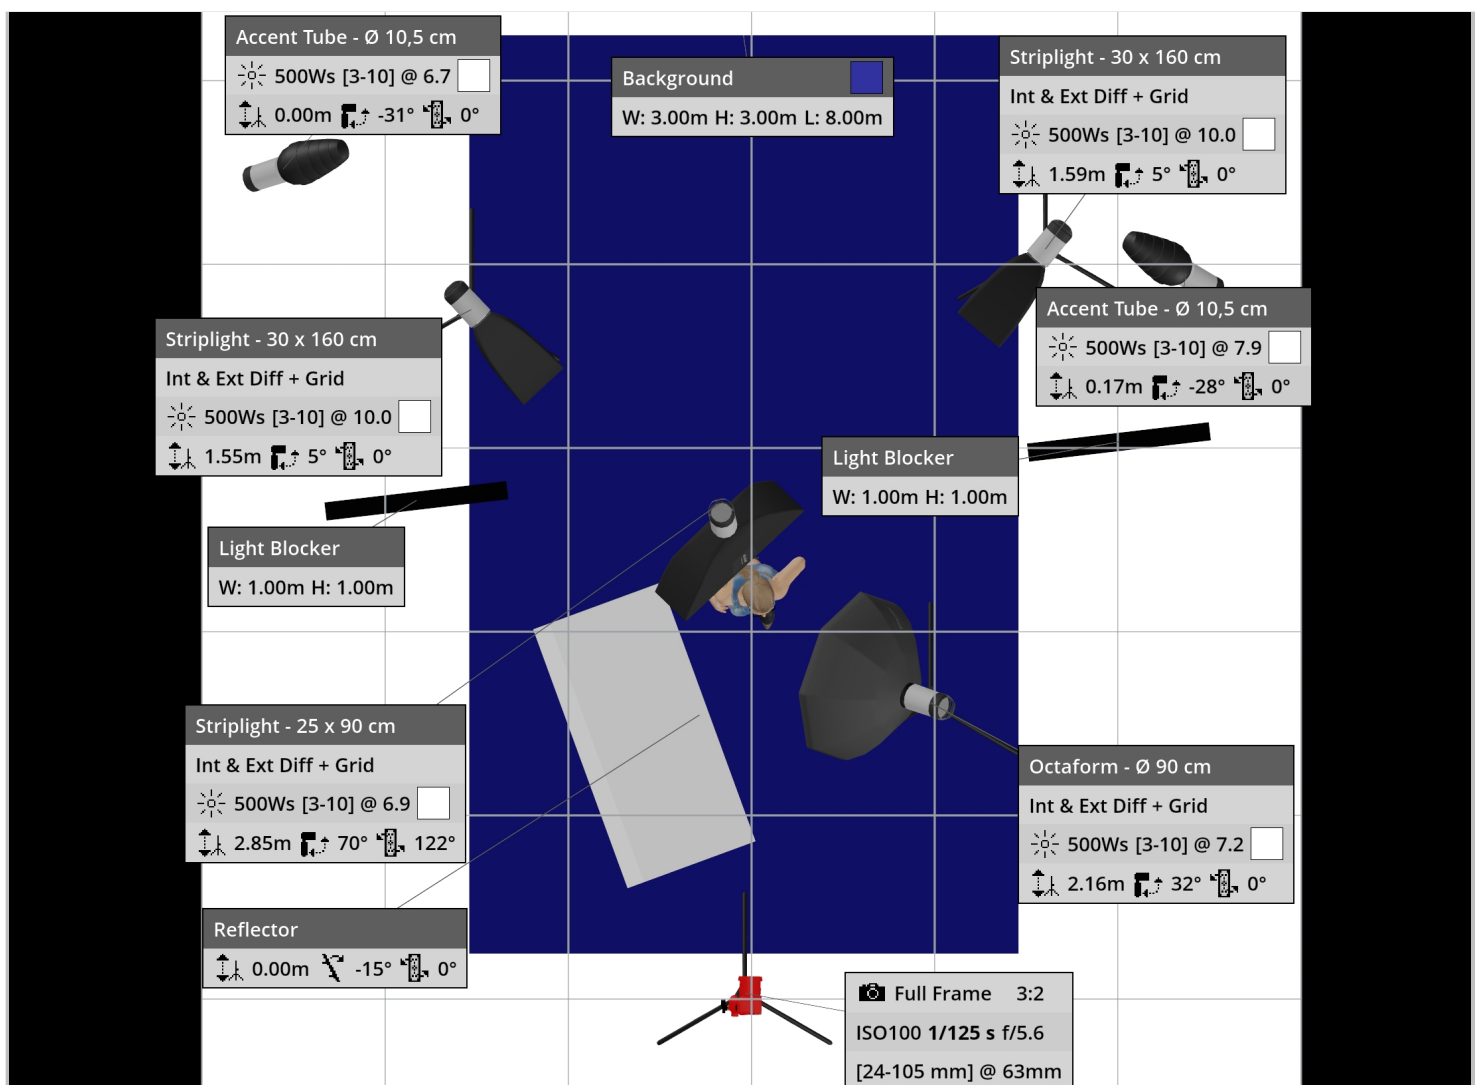 Accent Tube - Ø 10,5 cm
500Ws [3-10] @ 6.7
0.00m -31° 0°
Background
W: 3.00m H: 3.00m L: 8.00m
Striplight - 30 x 160 cm
Int & Ext Diff + Grid
500Ws [3-10] @ 10.0
1.59m 5° 0°
Accent Tube - Ø 10,5 cm
500Ws [3-10] @ 7.9
0.17m -28° 0°
Striplight - 30 x 160 cm
Int & Ext Diff + Grid
500Ws [3-10] @ 10.0
1.55m 5° 0°
Light Blocker
W: 1.00m H: 1.00m
Light Blocker
W: 1.00m H: 1.00m
Striplight - 25 x 90 cm
Int & Ext Diff + Grid
500Ws [3-10] @ 6.9
2.85m 70° 122°
Octaform - Ø 90 cm
Int & Ext Diff + Grid
500Ws [3-10] @ 7.2
2.16m 32° 0°
Reflector
0.00m -15° 0°
Full Frame 3:2
ISO100 1/125 s f/5.6
[24-105 mm] @ 63mm